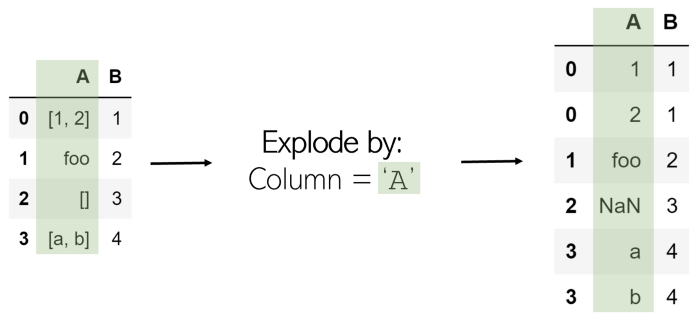 A B
0 [1, 2] 1
1 foo 2
2 [] 3
3 [a, b] 4
Explode by:
Column = ‘A’
A B
0 1 1
0 2 1
1 foo 2
2 NaN 3
3 a 4
3 b 4